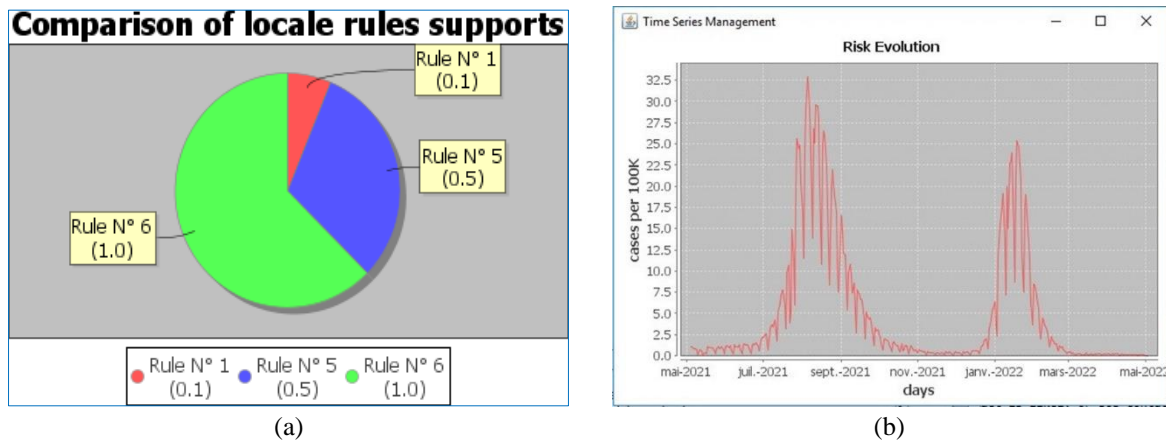 Comparison of locale rules supports
Rule N° 1
(0.1)
Rule N° 5
(0.5)
Rule N° 6
(1.0)
Rule N° 1
(0.1)
Rule N° 5
(0.5)
Rule N° 6
(1.0)
(a)
Time Series Management
Risk Evolution
cases per 100K
32.5
30.0
27.5
25.0
22.5
20.0
17.5
15.0
12.5
10.0
7.5
5.0
2.5
0.0
mai-2021 juil.-2021 sept.-2021 nov.-2021 janv.-2022 mars-2022 mai-2022
days
(b)